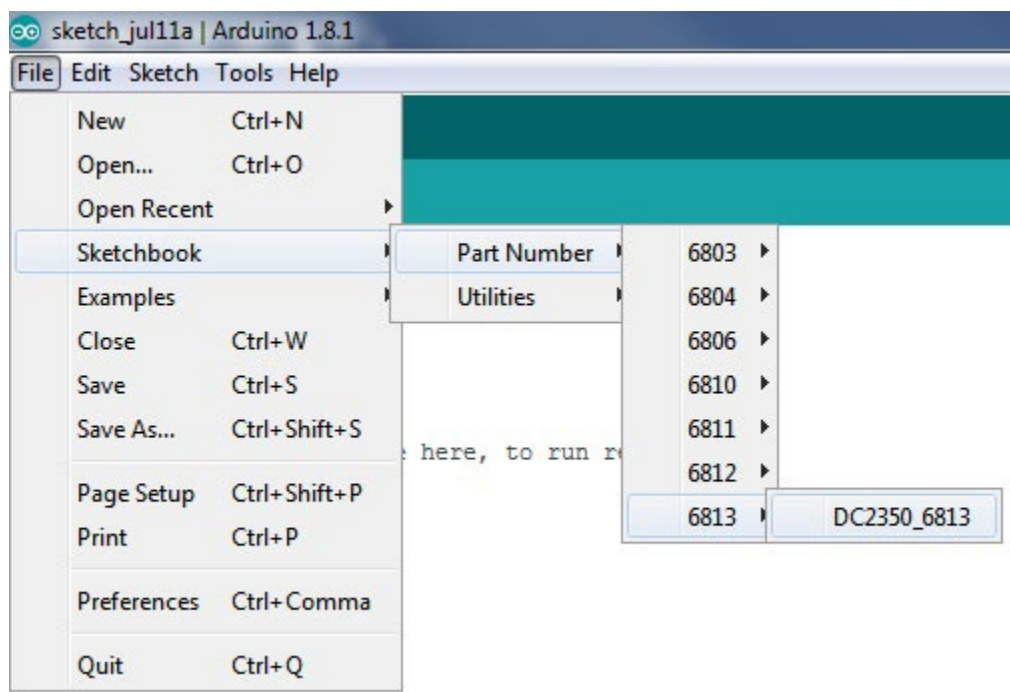 sketch_jul11a | Arduino 1.8.1
File Edit Sketch Tools Help
New Ctrl+N
Open... Ctrl+O
Open Recent
Sketchbook
Examples
Close Ctrl+W
Save Ctrl+S
Save As... Ctrl+Shift+S
Page Setup Ctrl+Shift+P
Print Ctrl+P
Preferences Ctrl+Comma
Quit Ctrl+Q
Part Number
Utilities
6803
6804
6806
6810
6811
6812
6813
DC2350_6813
here, to run